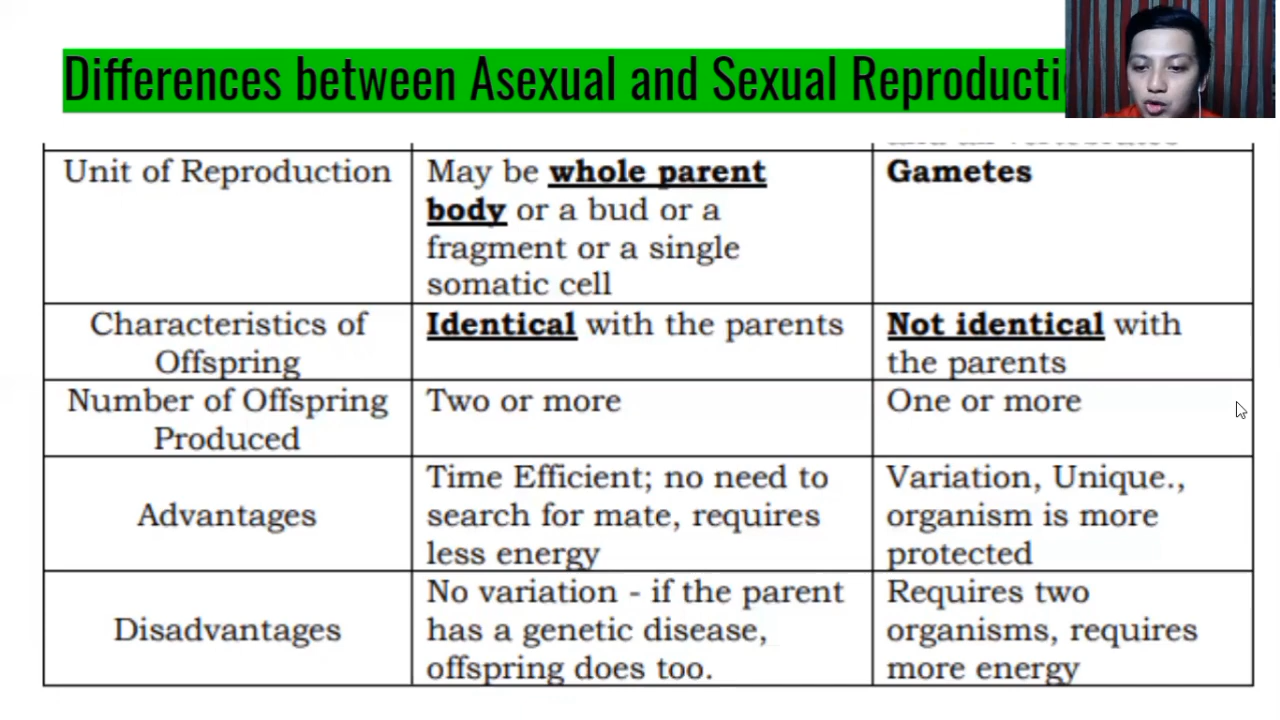 Differences between Asexual and Sexual Reproducti
Unit of Reproduction
May be whole parent
body or a bud or a
fragment or a single
somatic cell
Gametes
Characteristics of
Offspring
Identical with the parents
Not identical with
the parents
Number of Offspring
Produced
Two or more
One or more
Advantages
Time Efficient; no need to
search for mate, requires
less energy
Variation, Unique.,
organism is more
protected
Disadvantages
No variation - if the parent
has a genetic disease,
offspring does too.
Requires two
organisms, requires
more energy